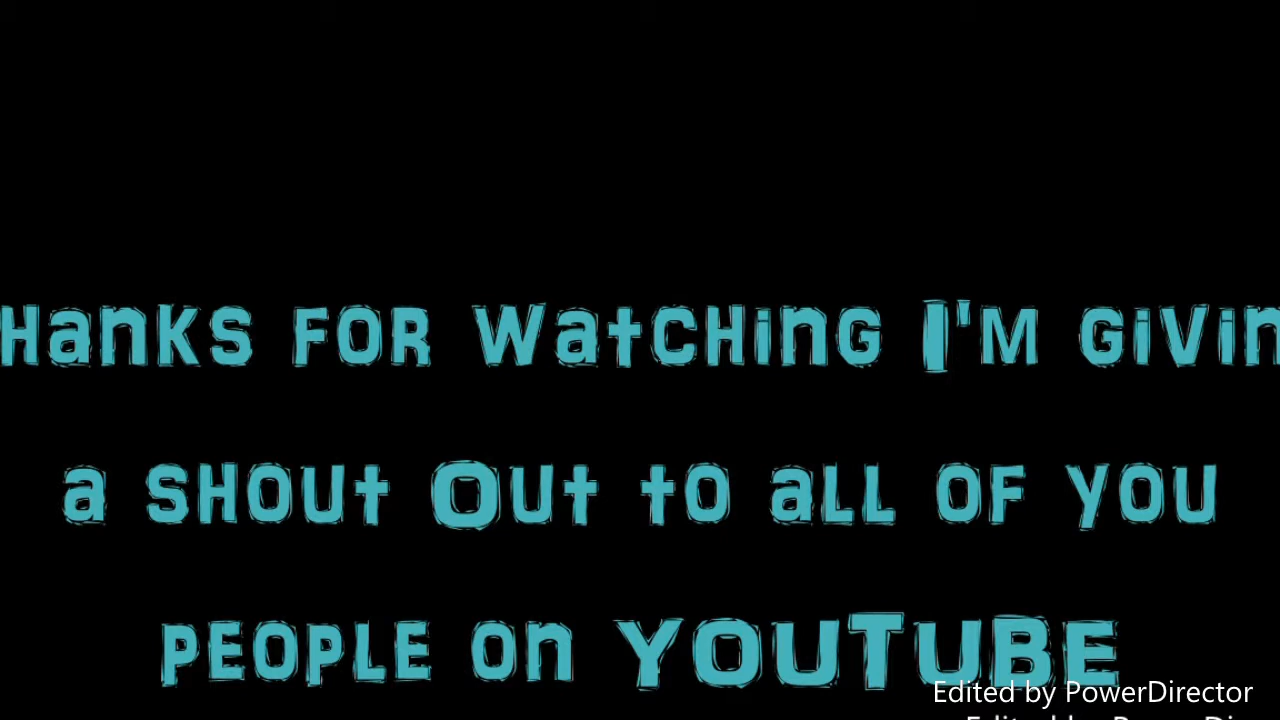 Hanks for watching I'm givin
a shout Out to all of you
people on YOUTUBE
Edited by PowerDirector